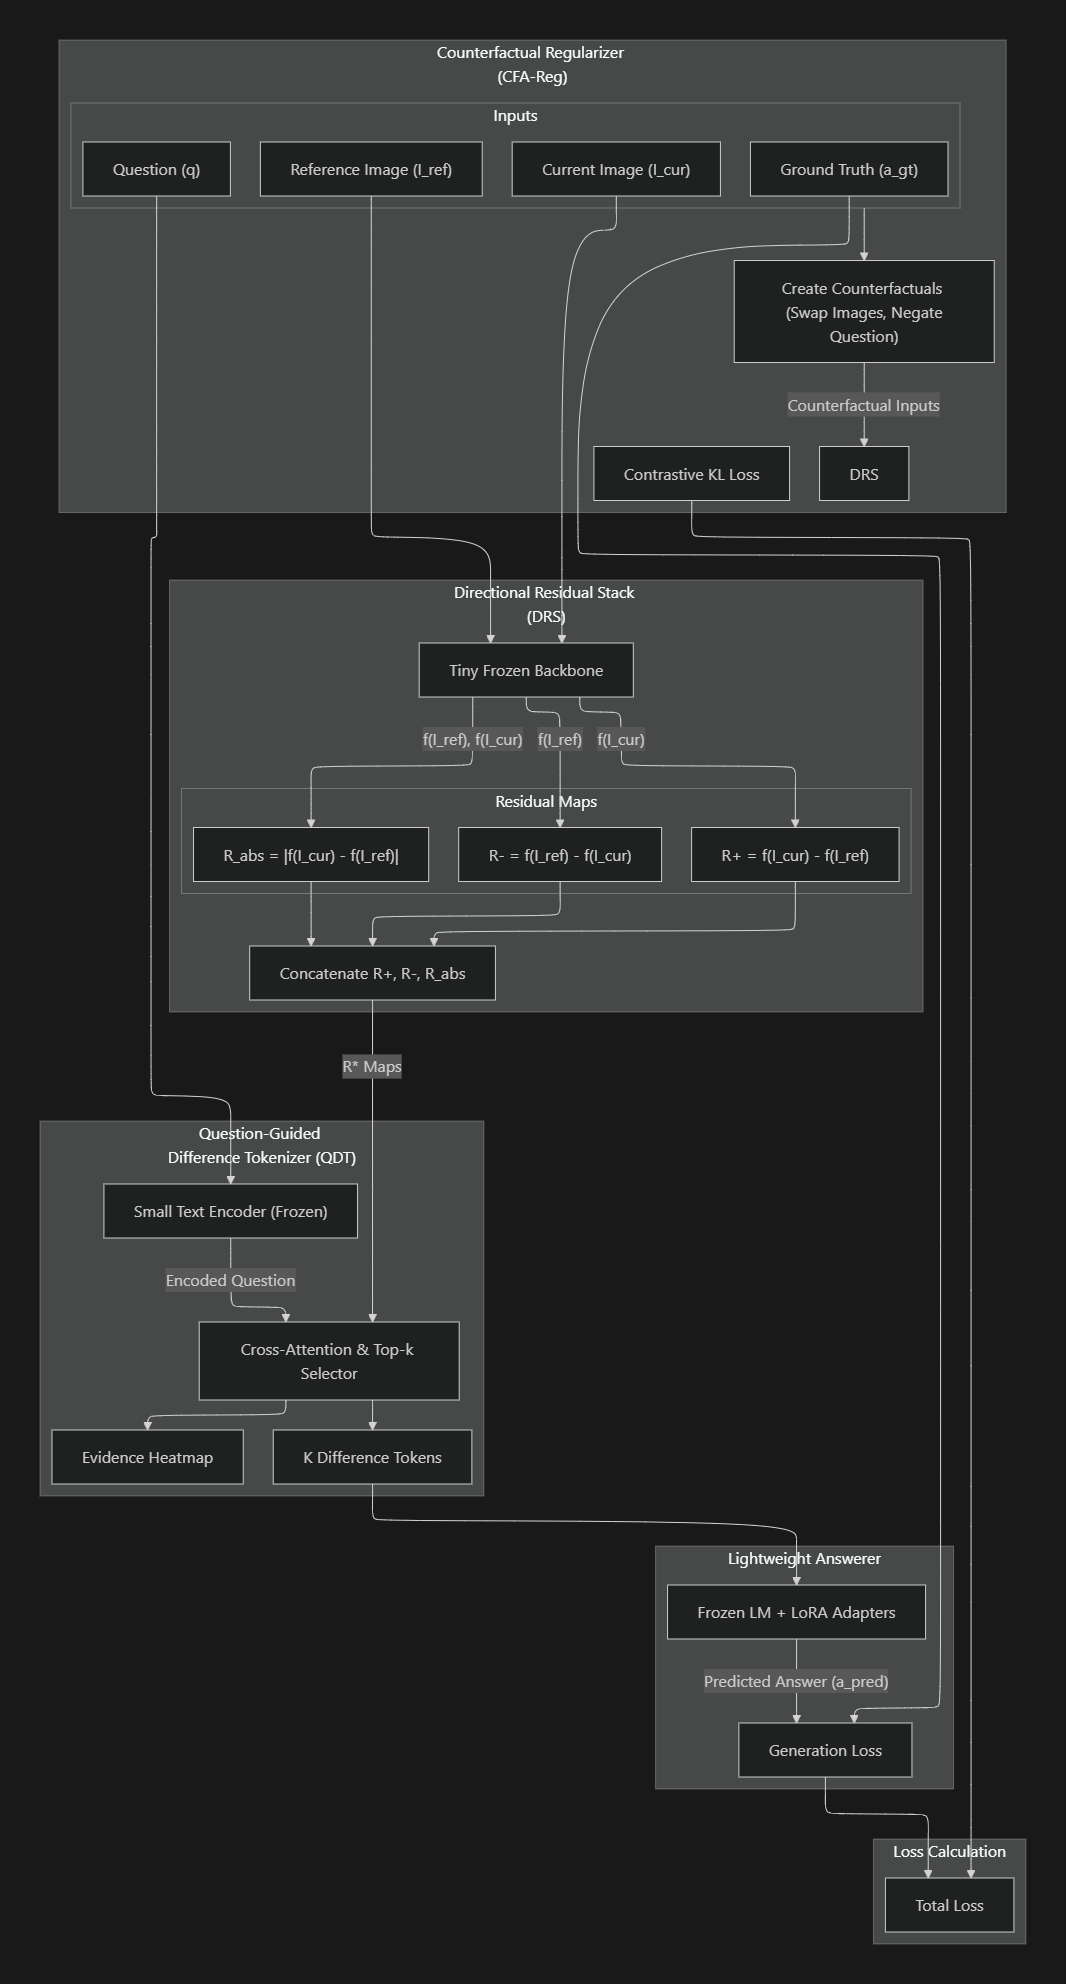 Counterfactual Regularizer
(CFA-Reg)
Inputs
Question (q)
Reference Image (I_ref)
Current Image (I_cur)
Ground Truth (a_gt)
Create Counterfactuals
(Swap Images, Negate
Question)
Counterfactual Inputs
Contrastive KL Loss
DRS
Directional Residual Stack
(DRS)
Tiny Frozen Backbone
f(I_ref), f(I_cur)
f(I_ref)
f(I_cur)
Residual Maps
R_abs = |f(I_cur) - f(I_ref)|
R- = f(I_ref) - f(I_cur)
R+ = f(I_cur) - f(I_ref)
Concatenate R+, R-, R_abs
R* Maps
Question-Guided
Difference Tokenizer (QDT)
Small Text Encoder (Frozen)
Encoded Question
Cross-Attention & Top-k
Selector
Evidence Heatmap
K Difference Tokens
Lightweight Answerer
Frozen LM + LoRA Adapters
Predicted Answer (a_pred)
Generation Loss
Loss Calculation
Total Loss